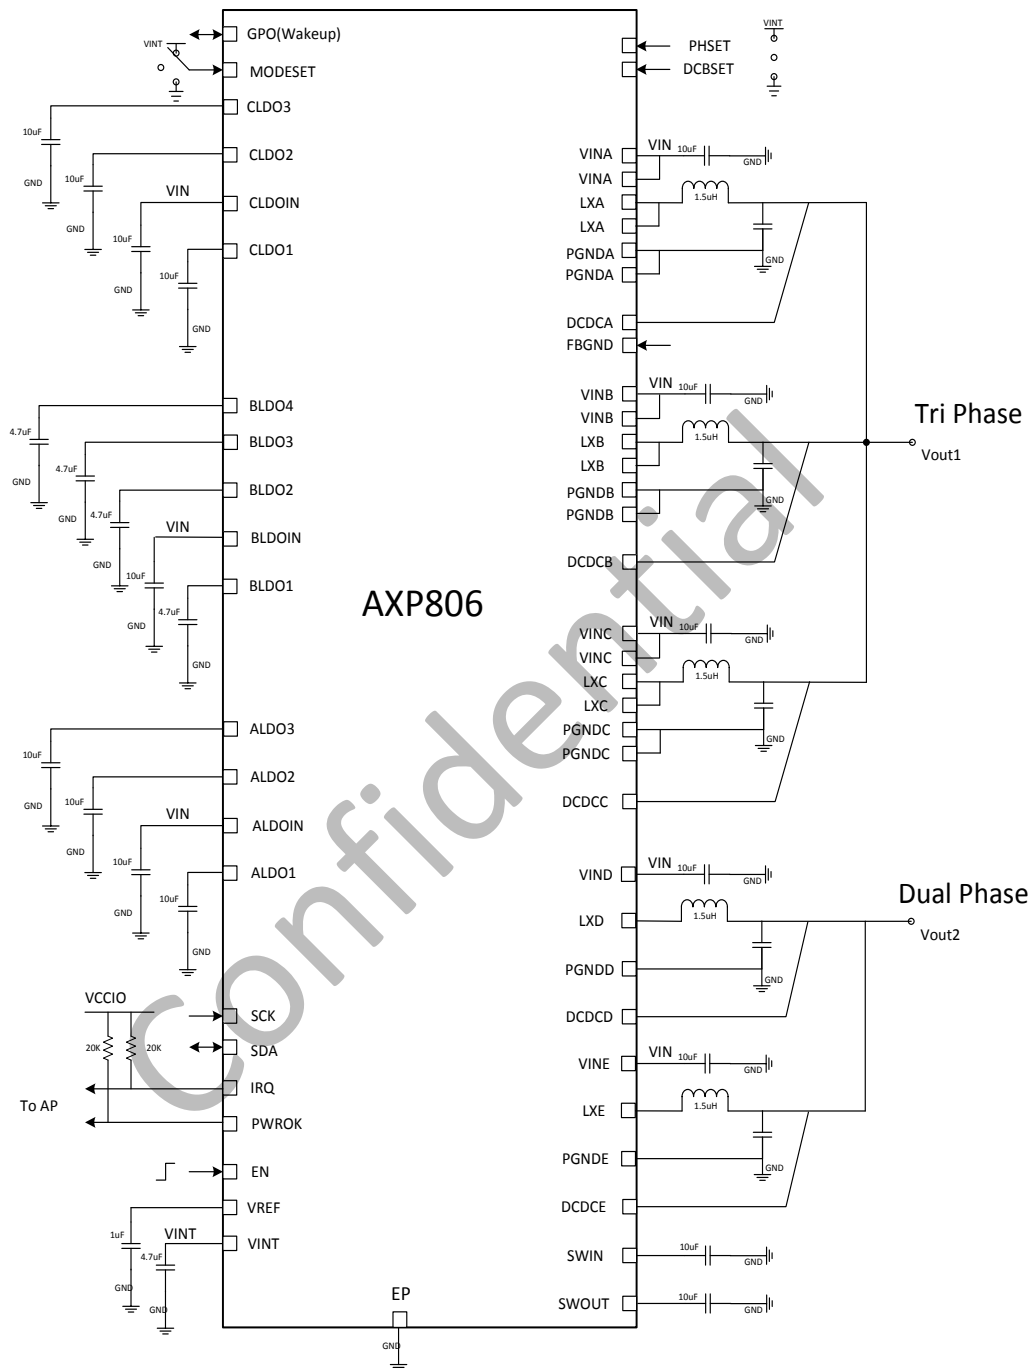 GPO(Wakeup)
VINT
MODESET
CLDO3
10uF
GND
CLDO2
10uF
GND
VIN
CLDOIN
10uF
GND
CLDO1
10uF
GND
BLDO4
4.7uF
GND
BLDO3
4.7uF
GND
BLDO2
4.7uF
GND
VIN
BLDOIN
10uF
GND
BLDO1
4.7uF
GND
ALDO3
10uF
GND
ALDO2
10uF
GND
VIN
ALDOIN
10uF
GND
ALDO1
10uF
GND
VCCIO
20K
20K
SCK
SDA
IRQ
To AP
PWROK
EN
VREF
1uF
GND
VINT
VINT
4.7uF
GND
AXP806
Confidential
EP
GND
PHSET
DCBSET
VINT
VINA
VIN
10uF
GND
VINA
LXA
1.5uH
LXA
PGNDA
GND
PGNDA
DCDCA
FBGND
VINB
VIN
10uF
GND
VINB
LXB
1.5uH
LXB
PGNDB
GND
PGNDB
DCDCB
Tri Phase
Vout1
VINC
VIN
10uF
GND
VINC
LXC
1.5uH
LXC
PGNDC
GND
PGNDC
DCDCC
VIND
VIN
10uF
GND
LXD
1.5uH
PGNDD
GND
DCDCD
Dual Phase
Vout2
VINE
VIN
10uF
GND
LXE
1.5uH
PGNDE
GND
DCDCE
SWIN
10uF
GND
SWOUT
10uF
GND